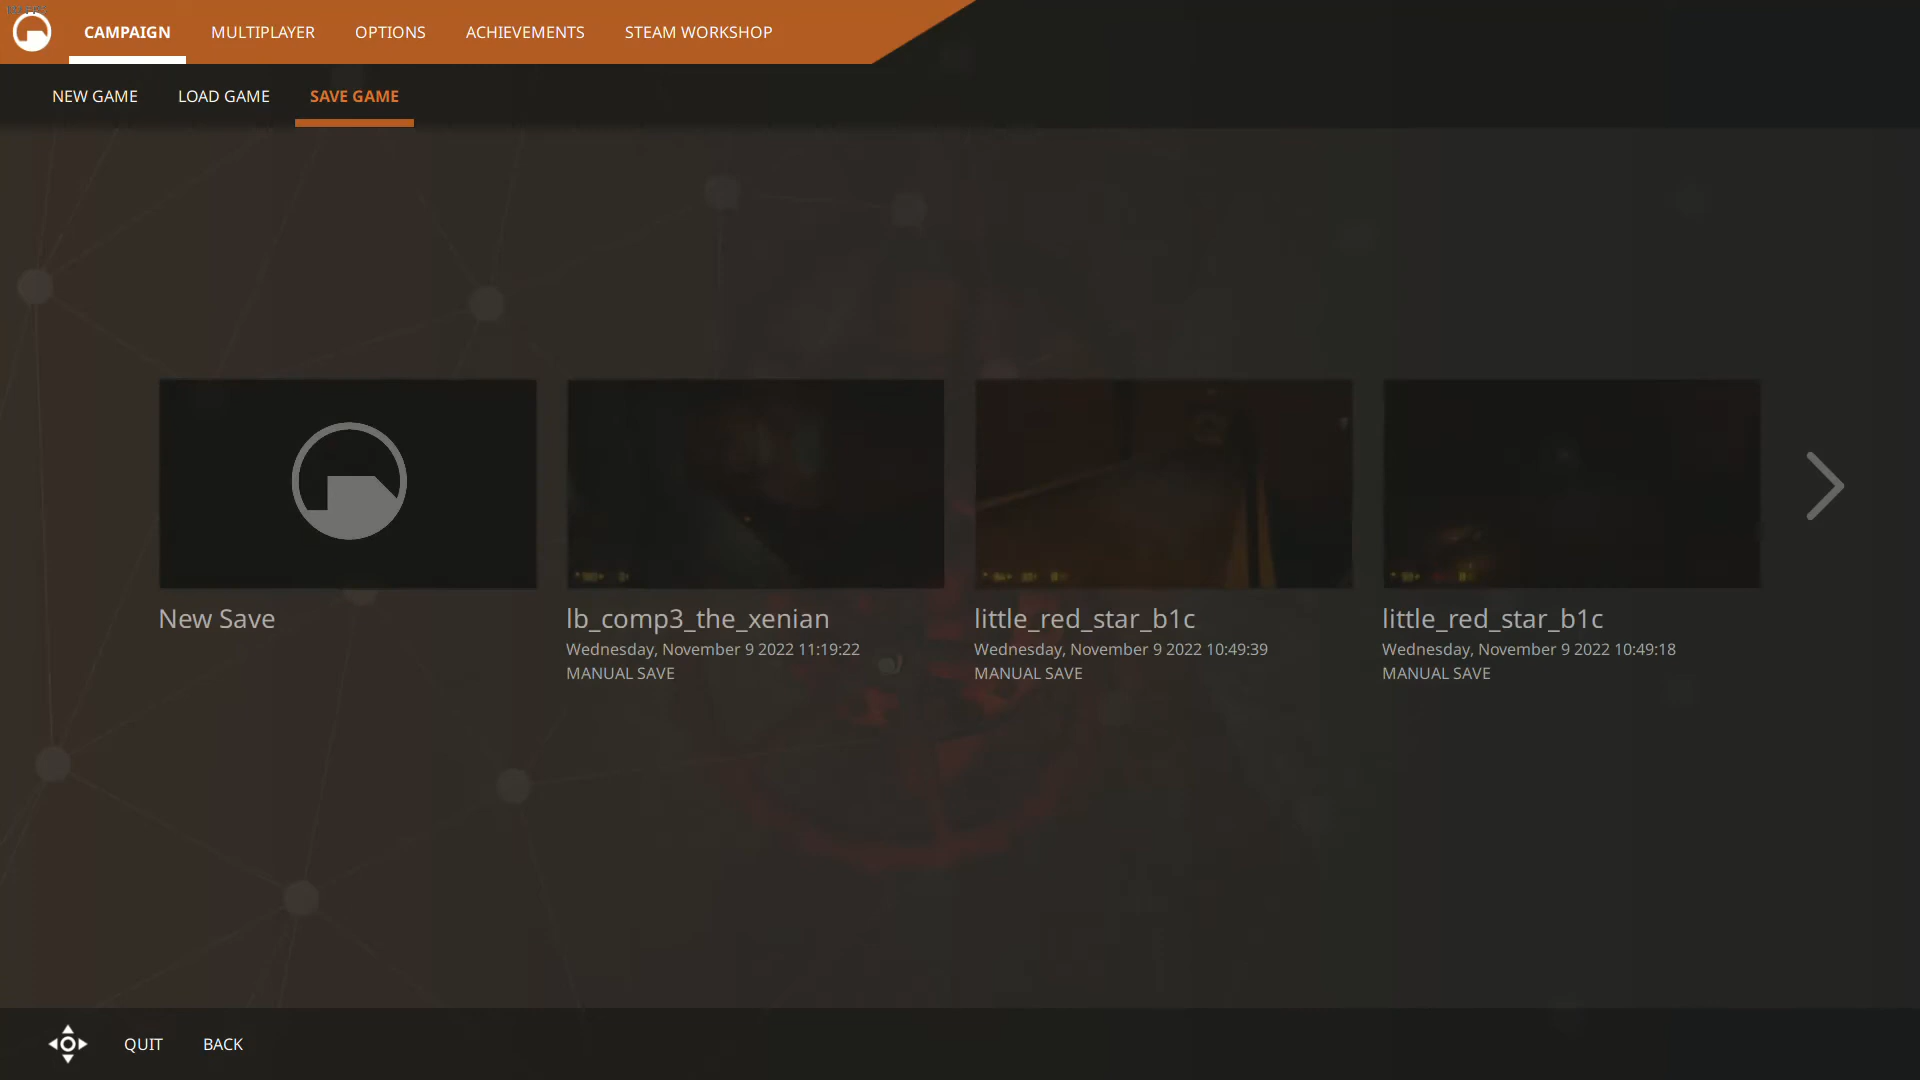 CAMPAIGN MULTIPLAYER OPTIONS ACHIEVEMENTS STEAM WORKSHOP
NEW GAME LOAD GAME SAVE GAME
New Save
lb_comp3_the_xenian
Wednesday, November 9 2022 11:19:22
MANUAL SAVE
little_red_star_b1c
Wednesday, November 9 2022 10:49:39
MANUAL SAVE
little_red_star_b1c
Wednesday, November 9 2022 10:49:18
MANUAL SAVE
QUIT BACK